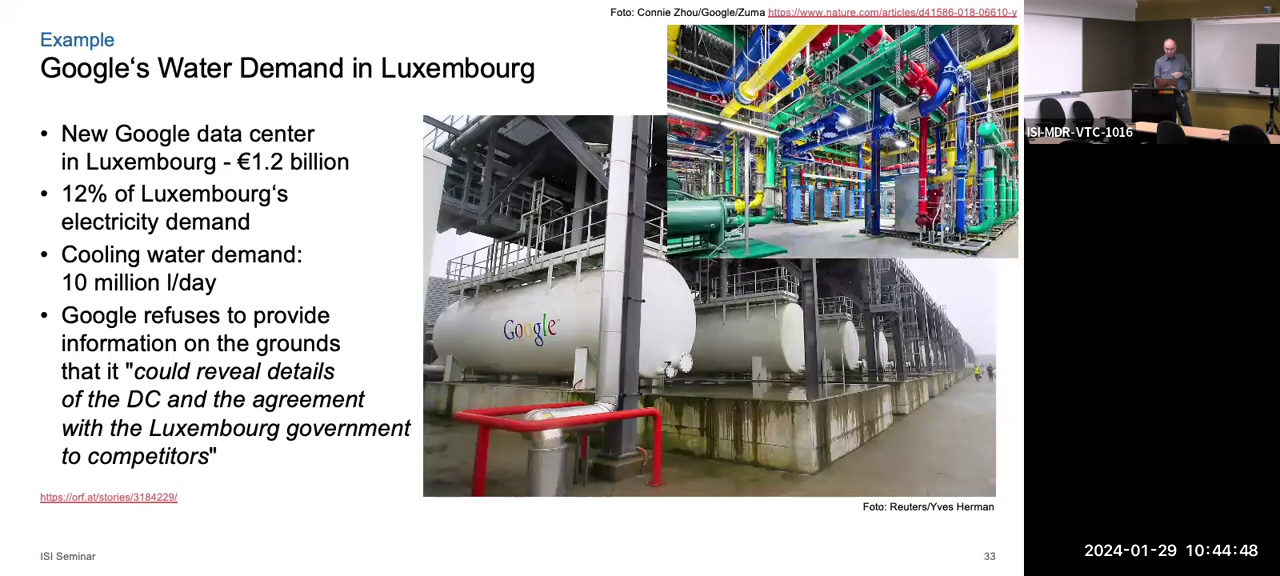 Foto: Connie Zhou/Google/Zuma https://www.nature.com/articles/d41586-018-06610-y
Example
Google‘s Water Demand in Luxembourg
• New Google data center
in Luxembourg - €1.2 billion
• 12% of Luxembourg‘s
electricity demand
• Cooling water demand:
10 million l/day
• Google refuses to provide
information on the grounds
that it "could reveal details
of the DC and the agreement
with the Luxembourg government
to competitors"
https://orf.at/stories/3184229/
Google
Foto: Reuters/Yves Herman
ISI Seminar
33
ISI-MDR-VTC-1016
2024-01-29 10:44:48